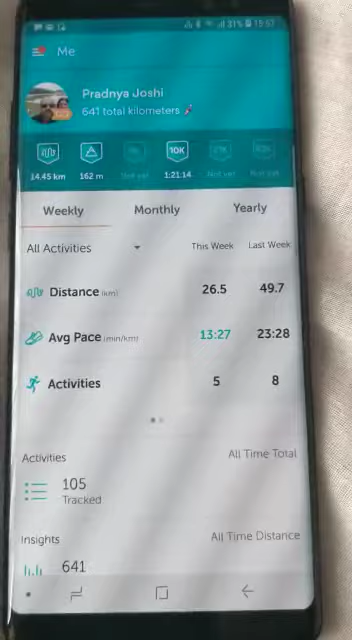 31% 15:51
Me
Pradnya Joshi
641 total kilometers
10K
14.45 km 162 m Not yet 1:21:14 Not yet Not yet
Weekly Monthly Yearly
All Activities This Week Last Week
Distance (km) 26.5 49.7
Avg Pace (min/km) 13:27 23:28
Activities 5 8
Activities All Time Total
105
Tracked
Insights All Time Distance
641